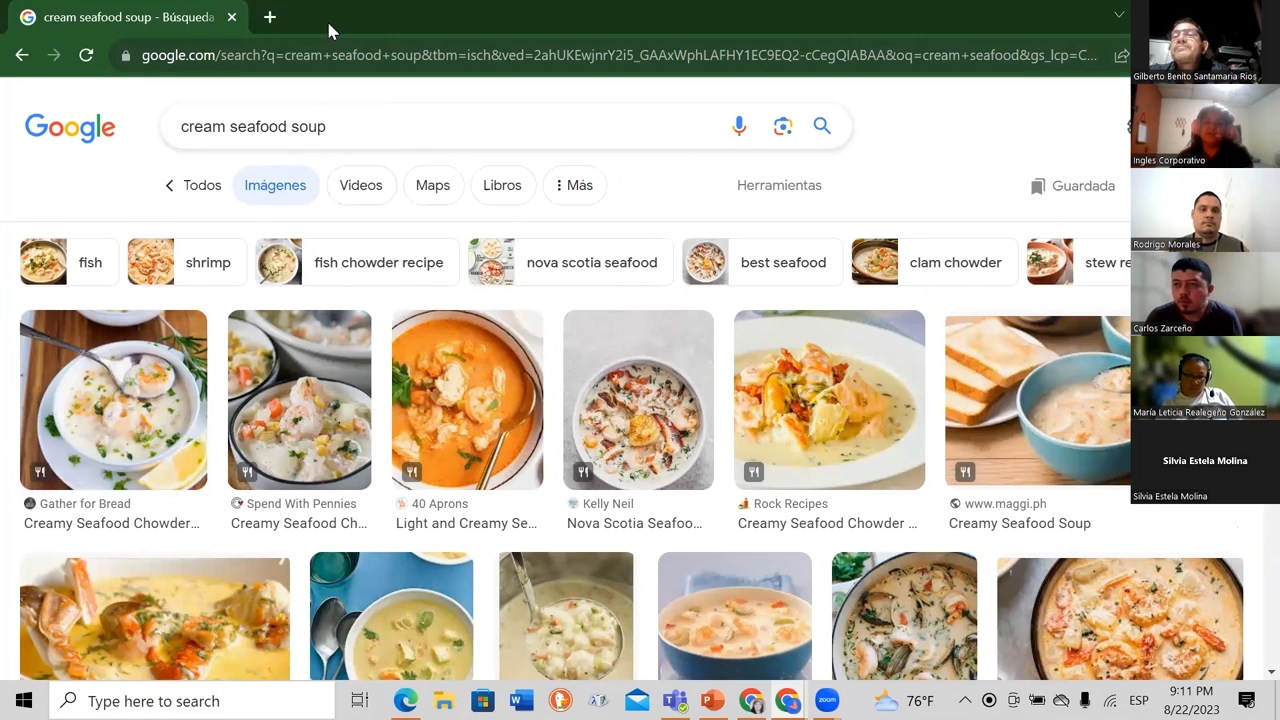 cream seafood soup - Búsqueda
google.com/search?q=cream+seafood+soup&tbm=isch&ved=2ahUKEwjnrY2i5_GAAxWphLAFHY1EC9EQ2-cCegQIABAA&oq=cream+seafood&gs_lcp=C...
Google
cream seafood soup
Todos
Imágenes
Videos
Maps
Libros
Más
Herramientas
Guardada
fish
shrimp
fish chowder recipe
nova scotia seafood
best seafood
clam chowder
stew re
Gather for Bread
Creamy Seafood Chowder...
Spend With Pennies
Creamy Seafood Ch...
40 Aprons
Light and Creamy Se...
Kelly Neil
Nova Scotia Seafoo...
Rock Recipes
Creamy Seafood Chowder ...
www.maggi.ph
Creamy Seafood Soup
Gilberto Benito Santamaria Rios
Ingles Corporativo
Rodrigo Morales
Carlos Zarceño
María Leticia Realegeño González
Silvia Estela Molina
Silvia Estela Molina
Type here to search
zoom
76°F
ESP
9:11 PM
8/22/2023